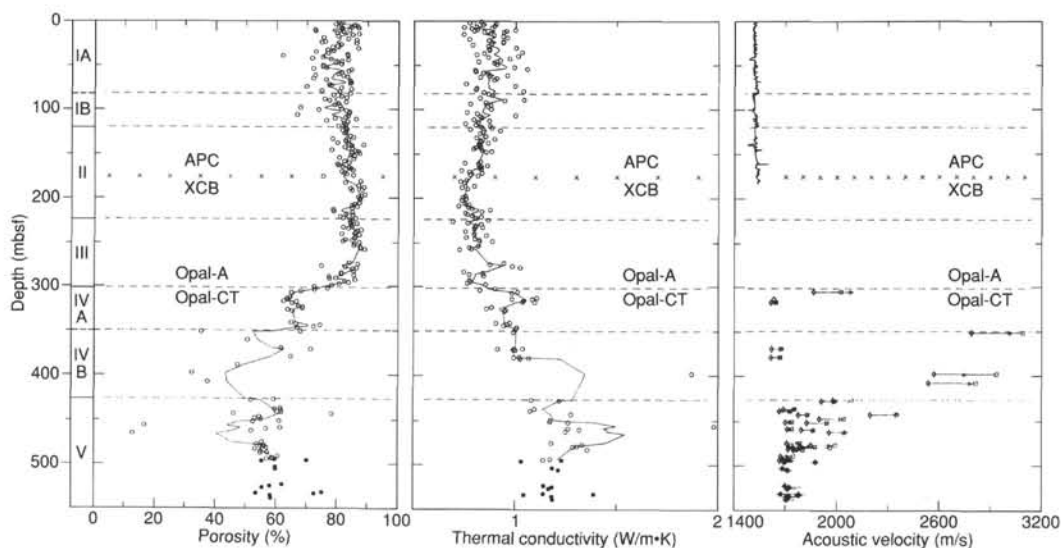 0
100
200
300
400
500
Depth (mbsf)
IA
IB
II
III
IV
A
IV
B
V
APC
XCB
Opal-A
Opal-CT
0 20 40 60 80 100
Porosity (%)
APC
XCB
Opal-A
Opal-CT
1 2
Thermal conductivity (W/m•K)
APC
XCB
Opal-A
Opal-CT
1400 2000 2600 3200
Acoustic velocity (m/s)